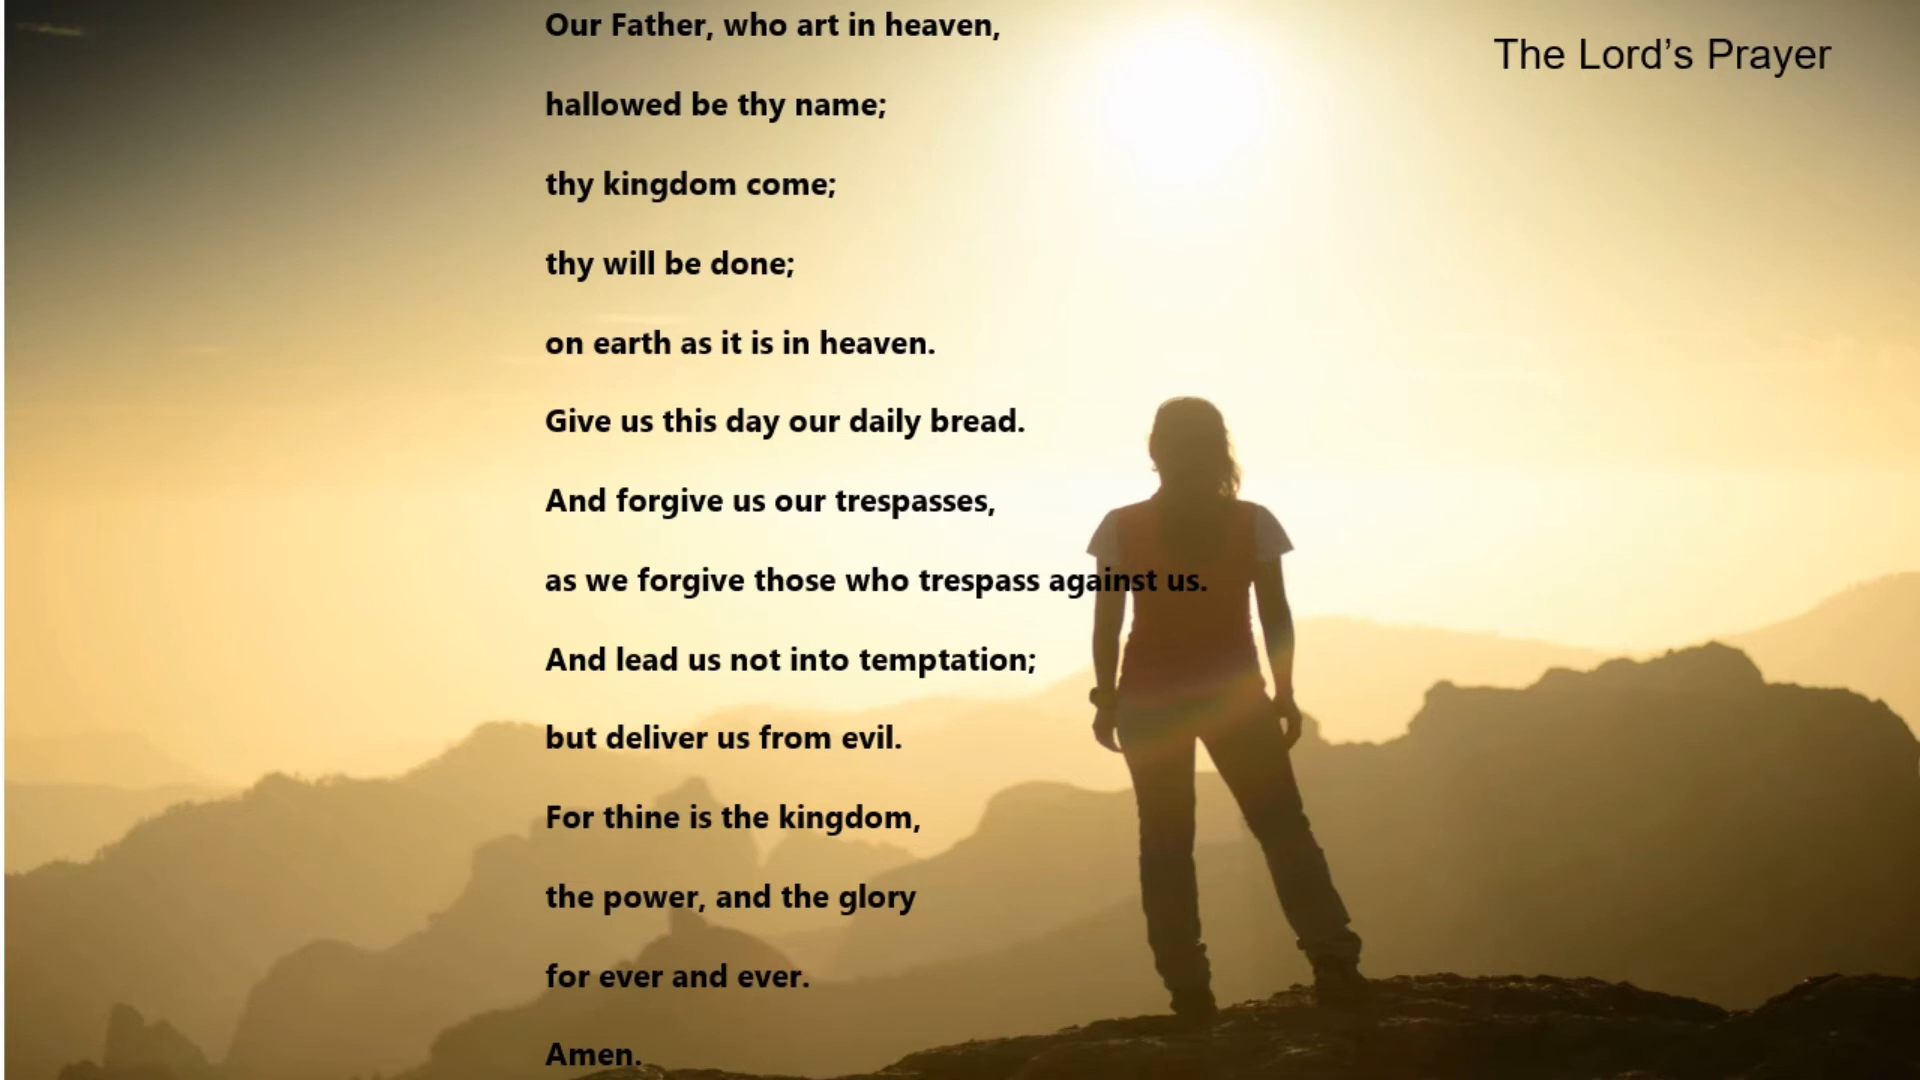 The Lord’s Prayer
Our Father, who art in heaven,
hallowed be thy name;
thy kingdom come;
thy will be done;
on earth as it is in heaven.
Give us this day our daily bread.
And forgive us our trespasses,
as we forgive those who trespass against us.
And lead us not into temptation;
but deliver us from evil.
For thine is the kingdom,
the power, and the glory
for ever and ever.
Amen.